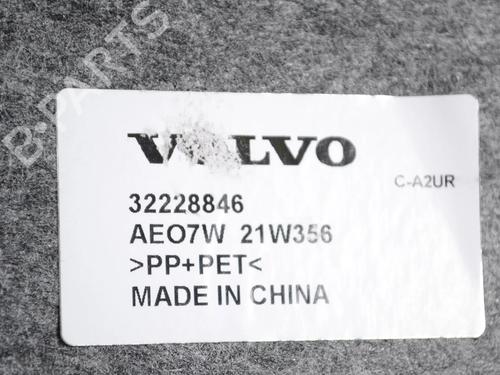 B-PARTS
VOLVO
C-A2UR
32228846
AEO7W 21W356
>PP+PET<
MADE IN CHINA